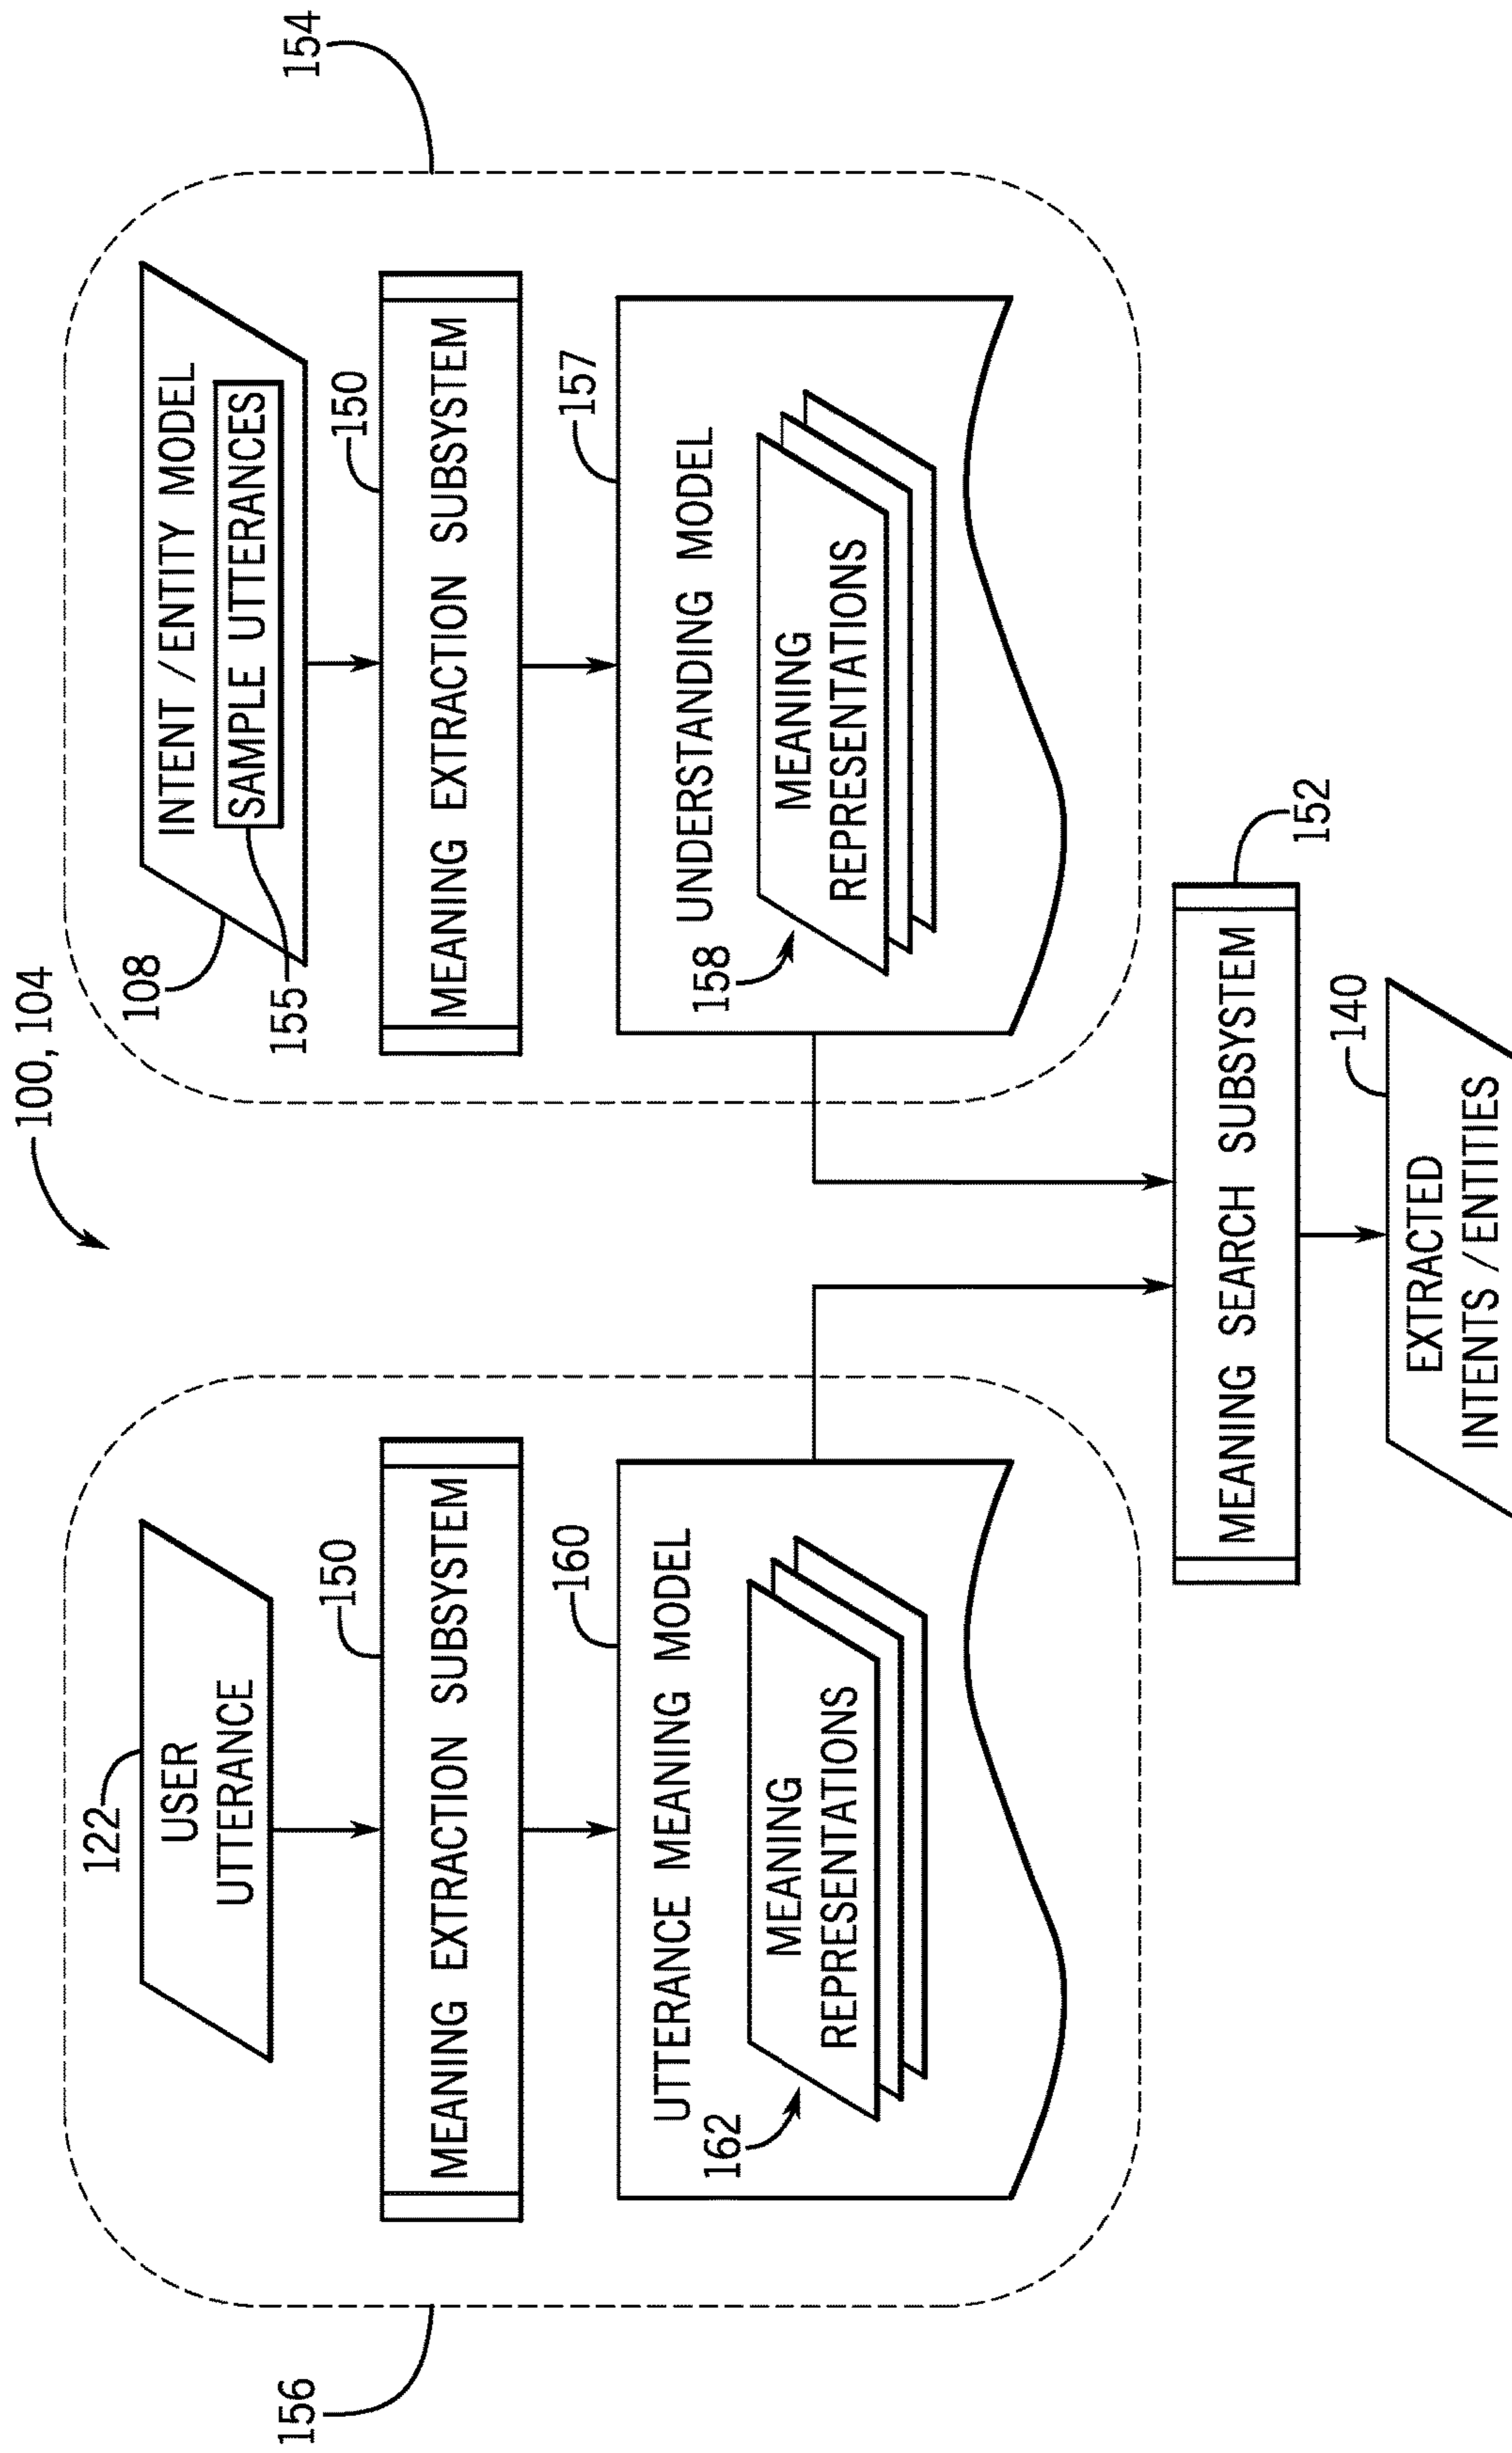 100, 104
156
122
USER
UTTERANCE
150
MEANING EXTRACTION SUBSYSTEM
160
UTTERANCE MEANING MODEL
162
MEANING
REPRESENTATIONS
154
108
INTENT / ENTITY MODEL
155
SAMPLE UTTERANCES
150
MEANING EXTRACTION SUBSYSTEM
157
UNDERSTANDING MODEL
158
MEANING
REPRESENTATIONS
152
MEANING SEARCH SUBSYSTEM
140
EXTRACTED
INTENTS / ENTITIES